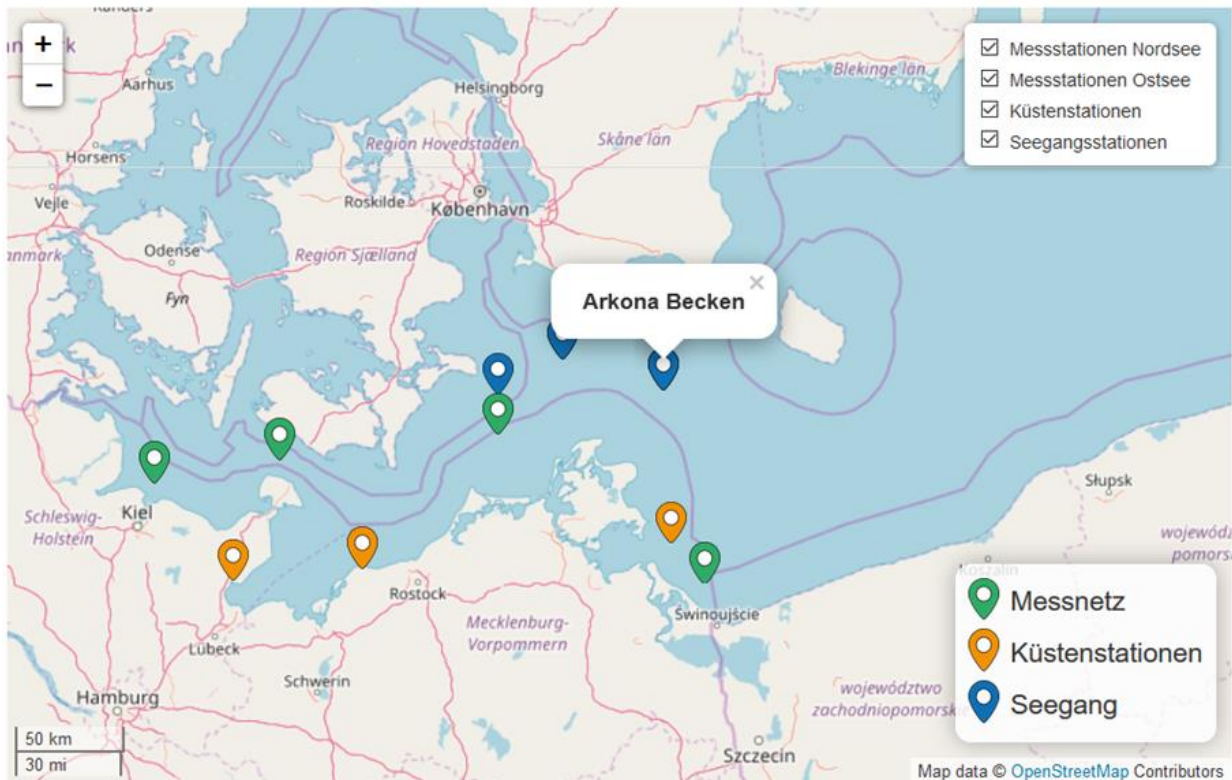 Randers
+
−
Aarhus
Horsens
Vejle
Odense
Fyn
Region Hovedstaden
Helsingborg
Roskilde
København
Region Sjælland
Skåne län
Blekinge län
Messstationen Nordsee
Messstationen Ostsee
Küstenstationen
Seegangsstationen
Arkona Becken
×
Schleswig-
Holstein
Kiel
Lübeck
Hamburg
Schwerin
Rostock
Mecklenburg-
Vorpommern
Świnoujście
Szczecin
województwo
zachodniopomorskie
Słupsk
Koszalin
Messnetz
Küstenstationen
Seegang
50 km
30 mi
Map data © OpenStreetMap Contributors